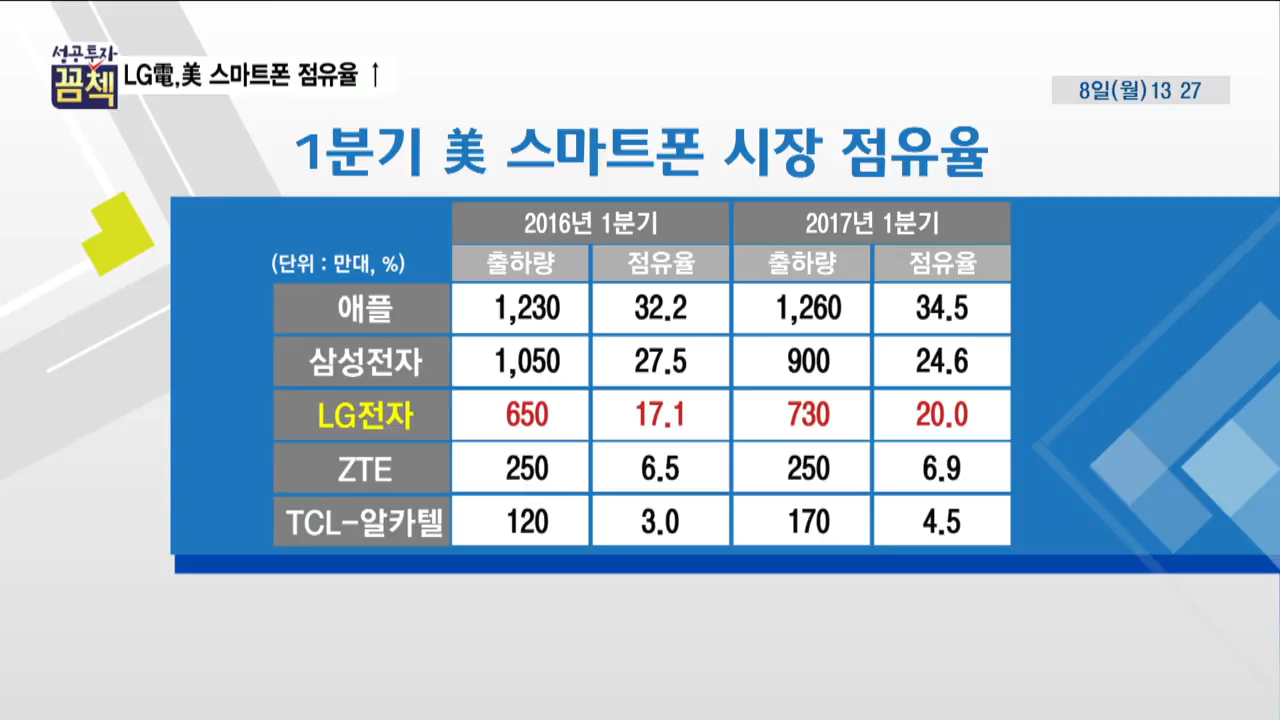 성공투자
꼼첵
LG電,美 스마트폰 점유율 ↑
8일(월)13 27
1분기 美 스마트폰 시장 점유율
2016년 1분기 2017년 1분기
(단위 : 만대, %) 출하량 점유율 출하량 점유율
애플 1,230 32.2 1,260 34.5
삼성전자 1,050 27.5 900 24.6
LG전자 650 17.1 730 20.0
ZTE 250 6.5 250 6.9
TCL-알카텔 120 3.0 170 4.5